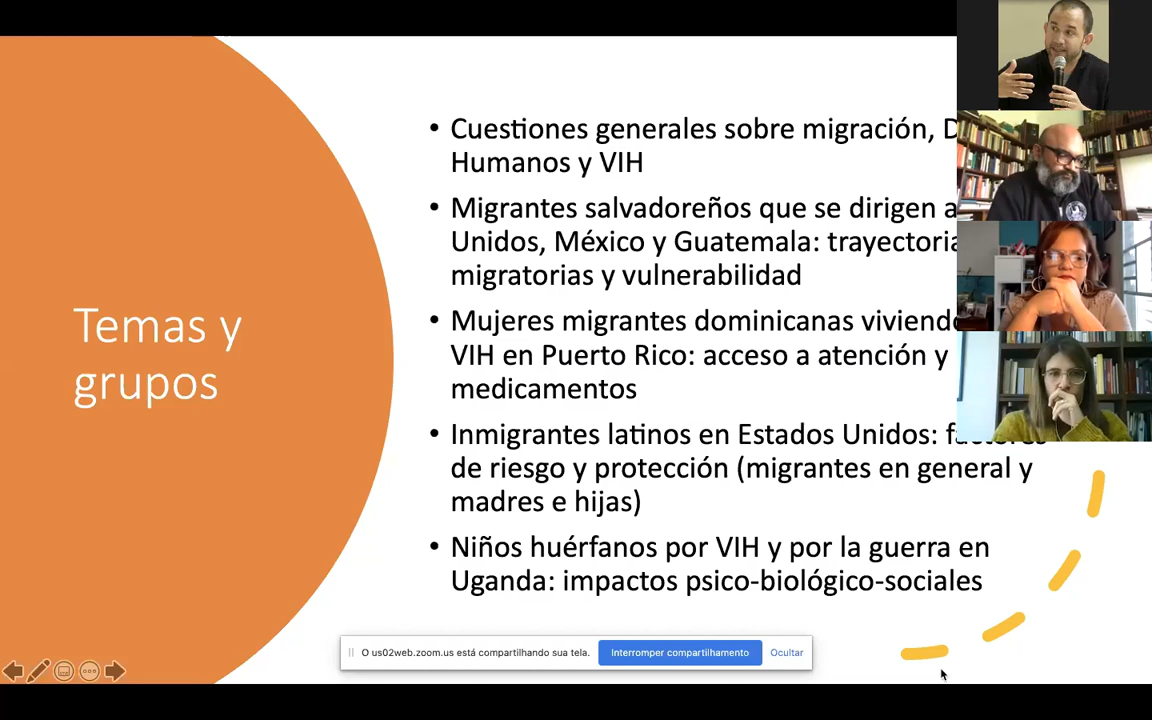 Temas y
grupos
• Cuestiones generales sobre migración,
Humanos y VIH
• Migrantes salvadoreños que se dirigen a
Unidos, México y Guatemala:
migratorias y vulnerabilidad
• Mujeres migrantes dominicanas
VIH en Puerto Rico: acceso a atención y
medicamentos
• Inmigrantes latinos en Estados Unidos: factores
de riesgo y protección (migrantes en general y
madres e hijas)
• Niños huérfanos por VIH y por la guerra en
Uganda: impactos psico-biológico-sociales
O us02web.zoom.us está compartilhando sua tela. Interromper compartilhamento Ocultar